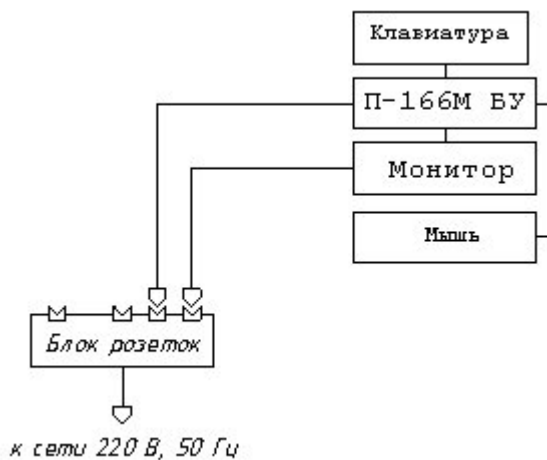 Клавиатура
П-166М БУ
Монитор
Мышь
Блок розеток
к сети 220 В, 50 Гц